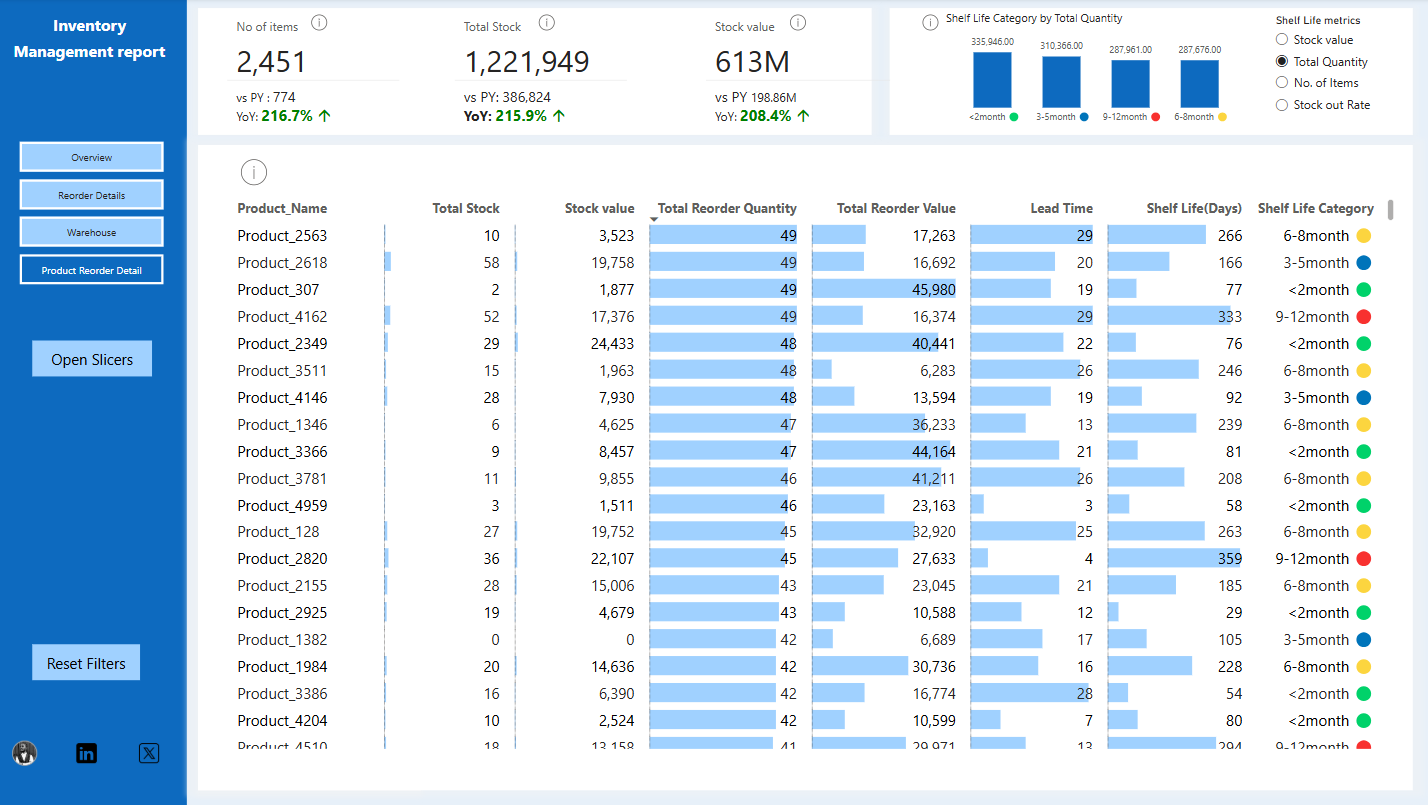 Inventory
Management report
Overview
Reorder Details
Warehouse
Product Reorder Detail
Open Slicers
Reset Filters
in
X
No of items i
2,451
vs PY : 774
YoY: 216.7% ↑
Total Stock i
1,221,949
vs PY: 386,824
YoY: 215.9% ↑
Stock value i
613M
vs PY 198.86M
YoY: 208.4% ↑
i Shelf Life Category by Total Quantity
335,946.00 310,366.00 287,961.00 287,676.00
<2month 3-5month 9-12month 6-8month
Shelf Life metrics
Stock value
Total Quantity
No. of Items
Stock out Rate
i
Product_Name Total Stock Stock value Total Reorder Quantity Total Reorder Value Lead Time Shelf Life(Days) Shelf Life Category
Product_2563 10 3,523 49 17,263 29 266 6-8month
Product_2618 58 19,758 49 16,692 20 166 3-5month
Product_307 2 1,877 49 45,980 19 77 <2month
Product_4162 52 17,376 49 16,374 29 333 9-12month
Product_2349 29 24,433 48 40,441 22 76 <2month
Product_3511 15 1,963 48 6,283 26 246 6-8month
Product_4146 28 7,930 48 13,594 19 92 3-5month
Product_1346 6 4,625 47 36,233 13 239 6-8month
Product_3366 9 8,457 47 44,164 21 81 <2month
Product_3781 11 9,855 46 41,211 26 208 6-8month
Product_4959 3 1,511 46 23,163 3 58 <2month
Product_128 27 19,752 45 32,920 25 263 6-8month
Product_2820 36 22,107 45 27,633 4 359 9-12month
Product_2155 28 15,006 43 23,045 21 185 6-8month
Product_2925 19 4,679 43 10,588 12 29 <2month
Product_1382 0 0 42 6,689 17 105 3-5month
Product_1984 20 14,636 42 30,736 16 228 6-8month
Product_3386 16 6,390 42 16,774 28 54 <2month
Product_4204 10 2,524 42 10,599 7 80 <2month
Product_4510 18 13,158 41 29,971 13 294 9-12month